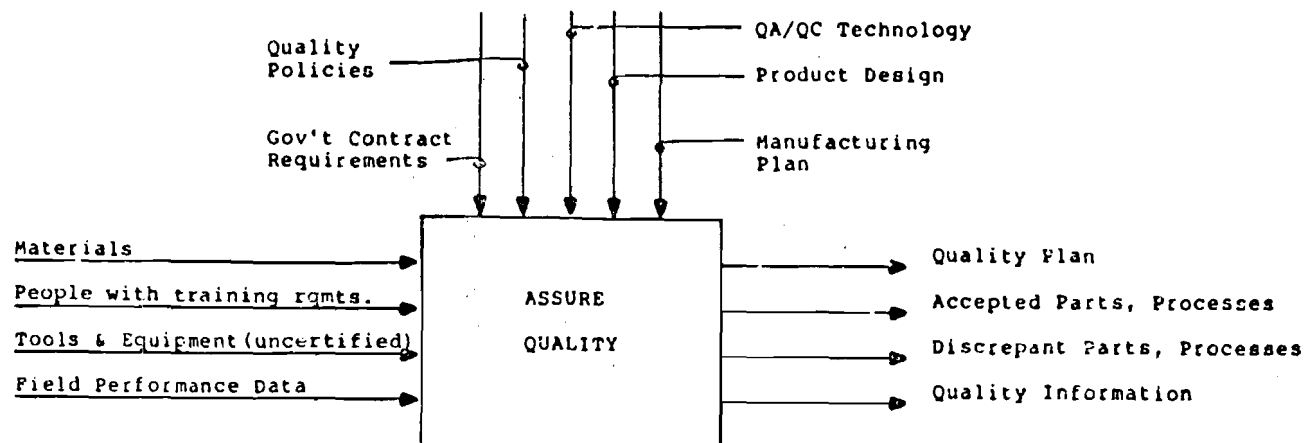 QA/QC Technology
Quality
Policies
Product Design
Gov't Contract
Requirements
Manufacturing
Plan
Materials
People with training rqmts.
Tools & Equipment(uncertified)
Field Performance Data
ASSURE
QUALITY
Quality Plan
Accepted Parts, Processes
Discrepant Parts, Processes
Quality Information